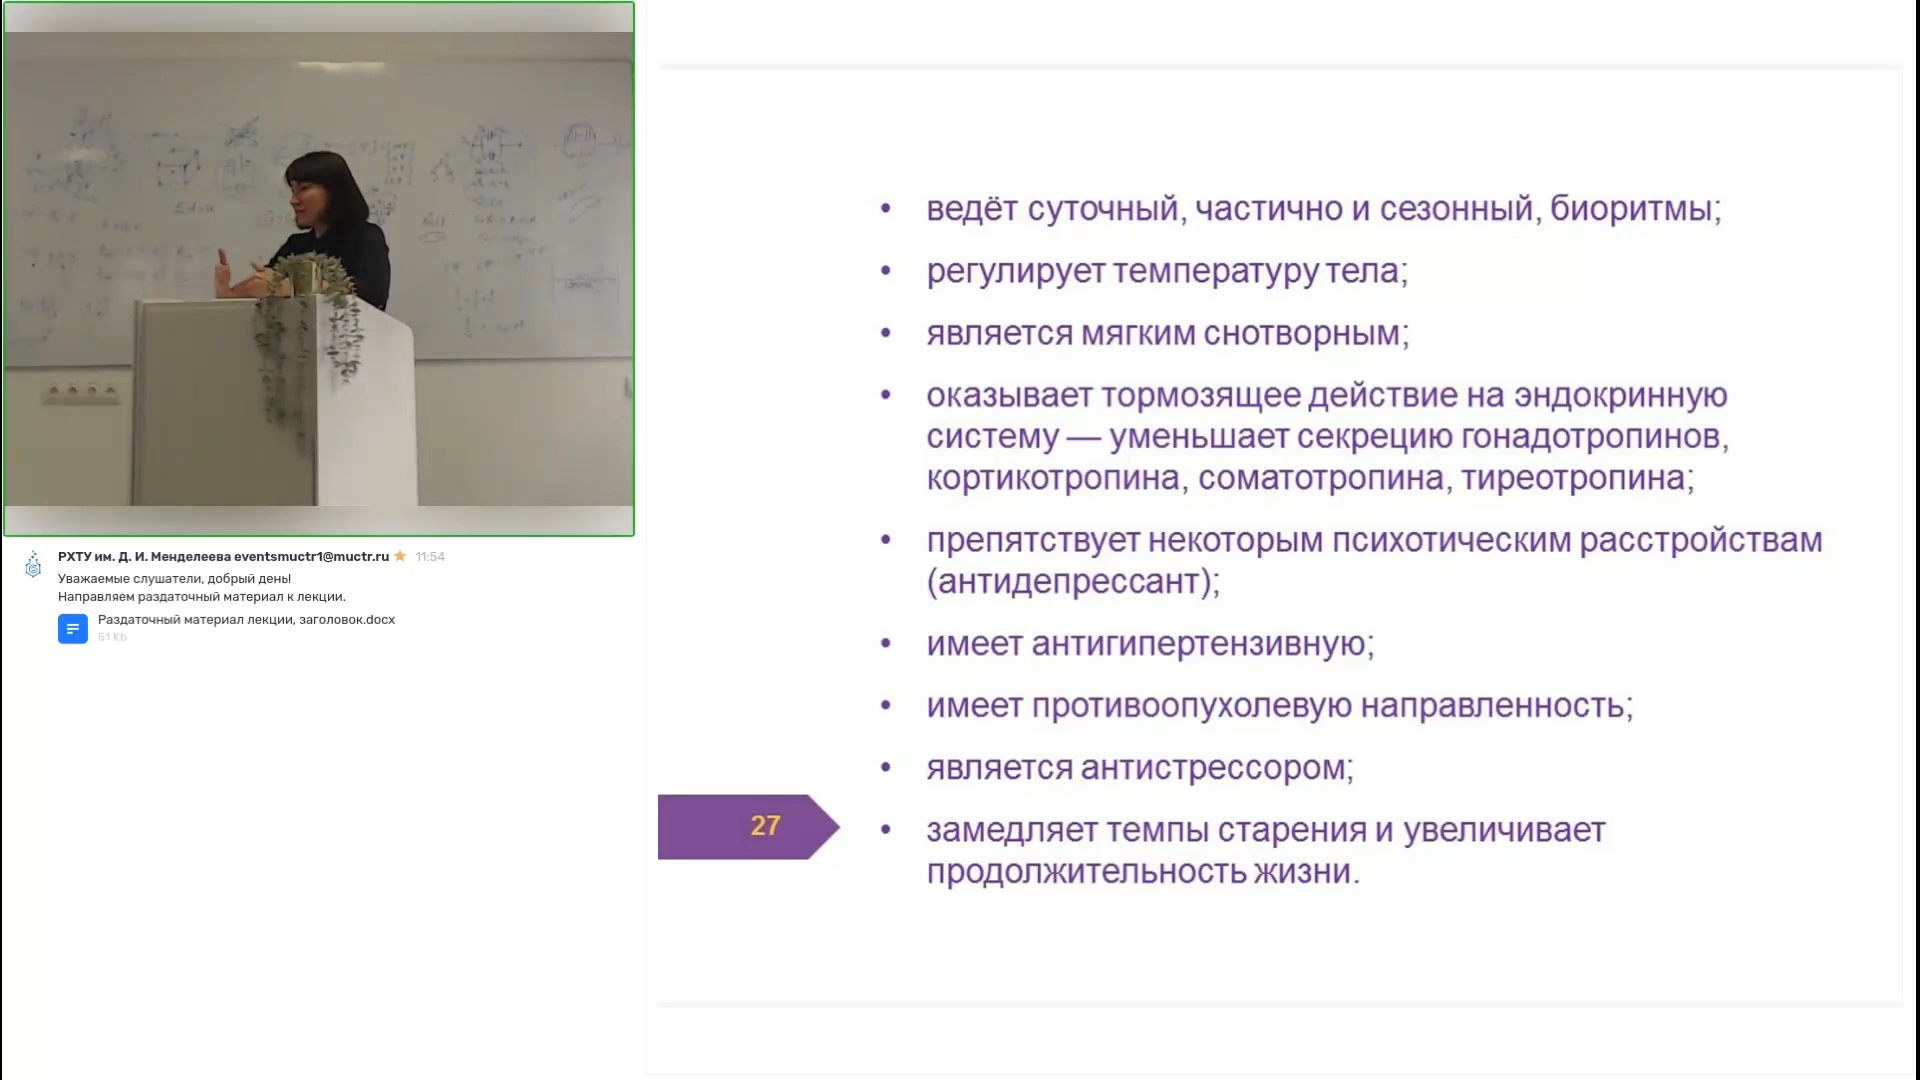 РХТУ им. Д. И. Менделеева eventsmuctr1@muctr.ru 11:54
Уважаемые слушатели, добрый день!
Направляем раздаточный материал к лекции.
Раздаточный материал лекции, заголовок.docx
51 Kb
• ведёт суточный, частично и сезонный, биоритмы;
• регулирует температуру тела;
• является мягким снотворным;
• оказывает тормозящее действие на эндокринную
систему — уменьшает секрецию гонадотропинов,
кортикотропина, соматотропина, тиреотропина;
• препятствует некоторым психотическим расстройствам
(антидепрессант);
• имеет антигипертензивную;
• имеет противоопухолевую направленность;
• является антистрессором;
27
• замедляет темпы старения и увеличивает
продолжительность жизни.